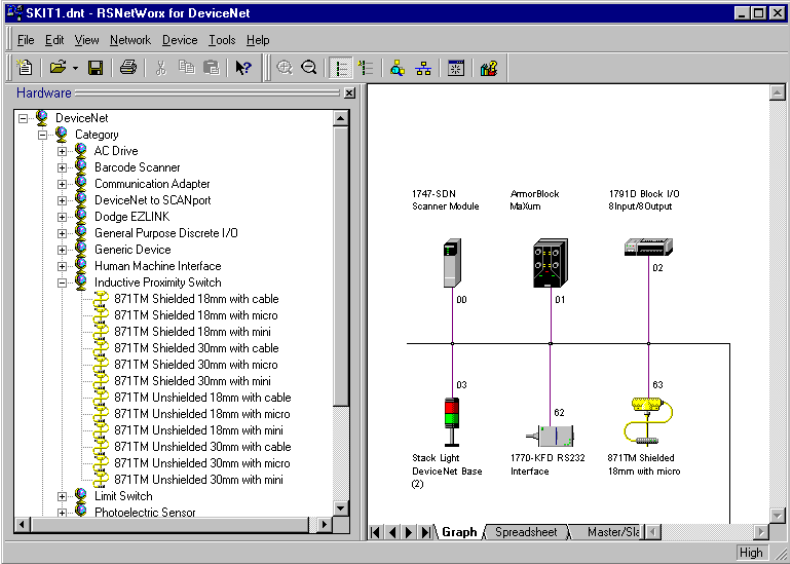 SKIT1.dnt - RSNetWorx for DeviceNet
File Edit View Network Device Tools Help
Hardware
DeviceNet
Category
AC Drive
Barcode Scanner
Communication Adapter
DeviceNet to SCANport
Dodge EZLINK
General Purpose Discrete I/O
Generic Device
Human Machine Interface
Inductive Proximity Switch
871TM Shielded 18mm with cable
871TM Shielded 18mm with micro
871TM Shielded 18mm with mini
871TM Shielded 30mm with cable
871TM Shielded 30mm with micro
871TM Shielded 30mm with mini
871TM Unshielded 18mm with cable
871TM Unshielded 18mm with micro
871TM Unshielded 18mm with mini
871TM Unshielded 30mm with cable
871TM Unshielded 30mm with micro
871TM Unshielded 30mm with mini
Limit Switch
Photoelectric Sensor
1747-SDN
Scanner Module
00
ArmorBlock
MaXum
01
1791D Block I/O
8Input/8Output
02
03
Stack Light
DeviceNet Base
(2)
62
1770-KFD RS232
Interface
63
871TM Shielded
18mm with micro
Graph Spreadsheet Master/Sla
High